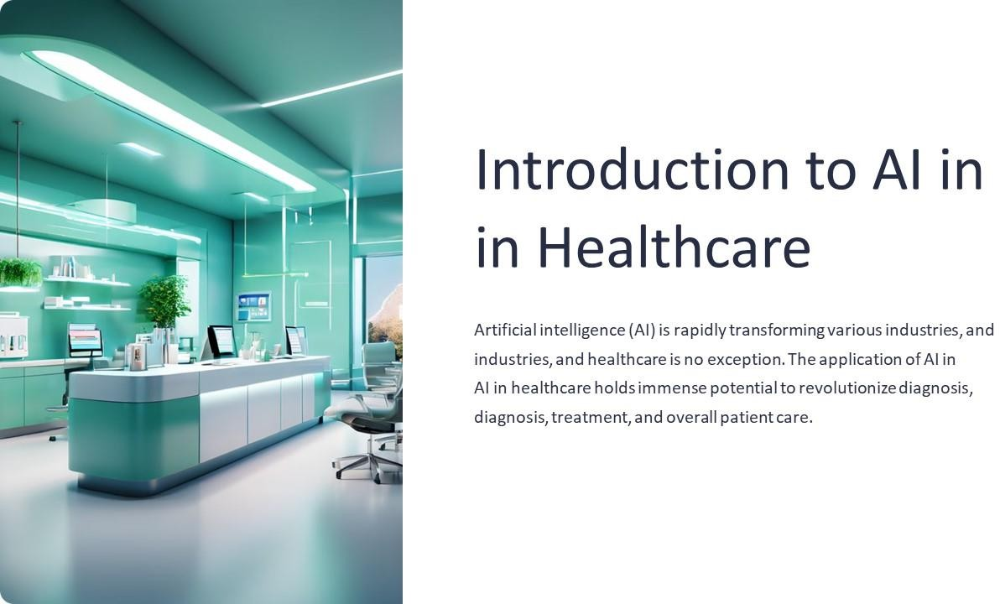 Introduction to AI in
in Healthcare
Artificial intelligence (AI) is rapidly transforming various industries, and
industries, and healthcare is no exception. The application of AI in
AI in healthcare holds immense potential to revolutionize diagnosis,
diagnosis, treatment, and overall patient care.